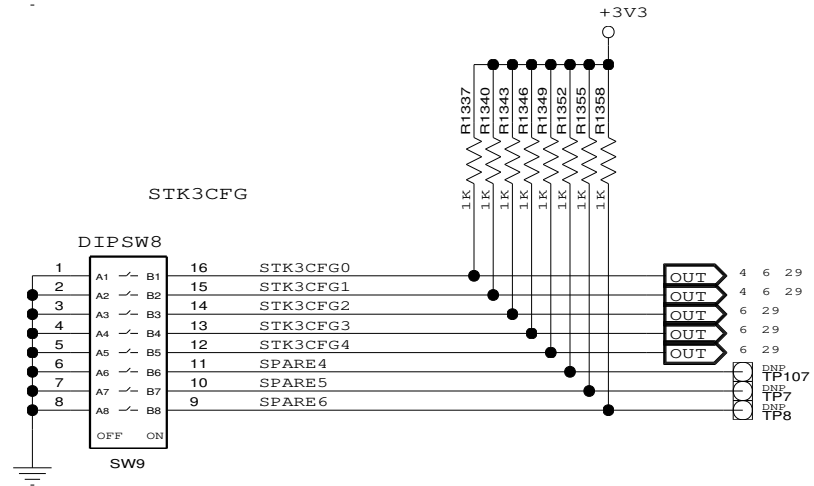 +3V3
R1337
R1340
R1343
R1346
R1349
R1352
R1355
R1358
1K
1K
1K
1K
1K
1K
1K
1K
STK3CFG
DIPSW8
1 A1 B1 16 STK3CFG0 OUT 4 6 29
2 A2 B2 15 STK3CFG1 OUT 4 6 29
3 A3 B3 14 STK3CFG2 OUT 6 29
4 A4 B4 13 STK3CFG3 OUT 6 29
5 A5 B5 12 STK3CFG4 OUT 6 29
6 A6 B6 11 SPARE4 DNP TP107
7 A7 B7 10 SPARE5 DNP TP7
8 A8 B8 9 SPARE6 DNP TP8
OFF ON
SW9